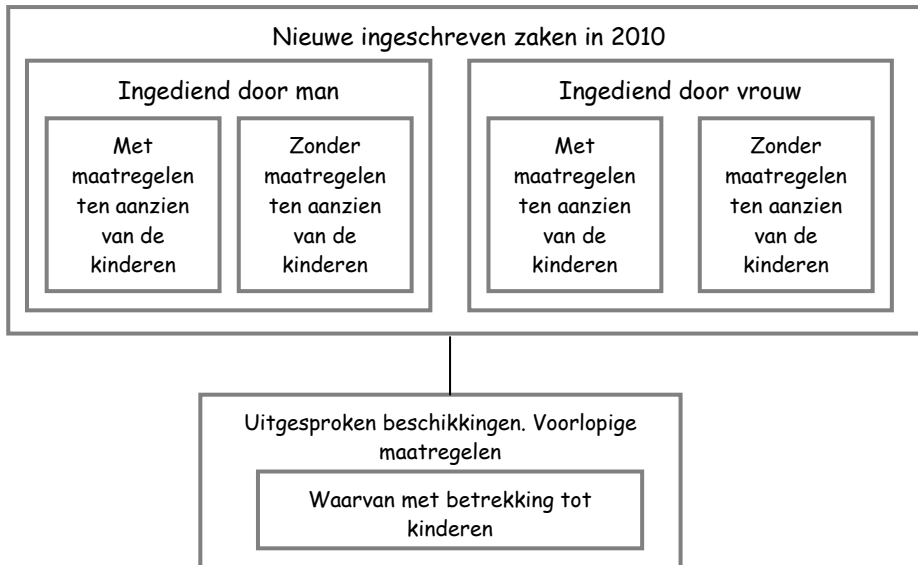 Nieuwe ingeschreven zaken in 2010
Ingediend door man
Met
maatregelen
ten aanzien
van de
kinderen
Zonder
maatregelen
ten aanzien
van de
kinderen
Ingediend door vrouw
Met
maatregelen
ten aanzien
van de
kinderen
Zonder
maatregelen
ten aanzien
van de
kinderen
Uitgesproken beschikkingen. Voorlopige
maatregelen
Waarvan met betrekking tot
kinderen